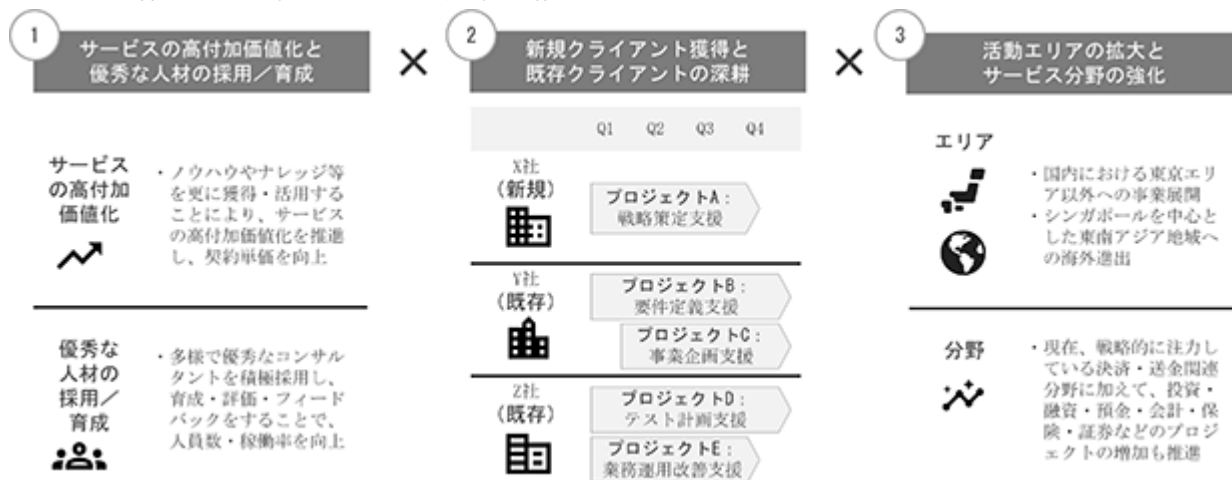 1
サービスの高付加価値化と
優秀な人材の採用／育成
サービス
の高付加
価値化
・ノウハウやナレッジ等
を更に獲得・活用する
ことにより、サービス
の高付加価値化を推進
し、契約単価を向上
優秀な
人材の
採用／
育成
・多様で優秀なコンサル
タントを積極採用し、
育成・評価・フィード
バックをすることで、
人員数・稼働率を向上
×
2
新規クライアント獲得と
既存クライアントの深耕
Q1 Q2 Q3 Q4
X社
(新規)
プロジェクトA：
戦略策定支援
Y社
(既存)
プロジェクトB：
要件定義支援
プロジェクトC：
事業企画支援
Z社
(既存)
プロジェクトD：
テスト計画支援
プロジェクトE：
業務運用改善支援
×
3
活動エリアの拡大と
サービス分野の強化
エリア
・国内における東京エリ
ア以外への事業展開
・シンガポールを中心と
した東南アジア地域へ
の海外進出
分野
・現在、戦略的に注力し
ている決済・送金関連
分野に加えて、投資・
融資・預金・会計・保
険・証券などのプロジ
ェクトの増加も推進